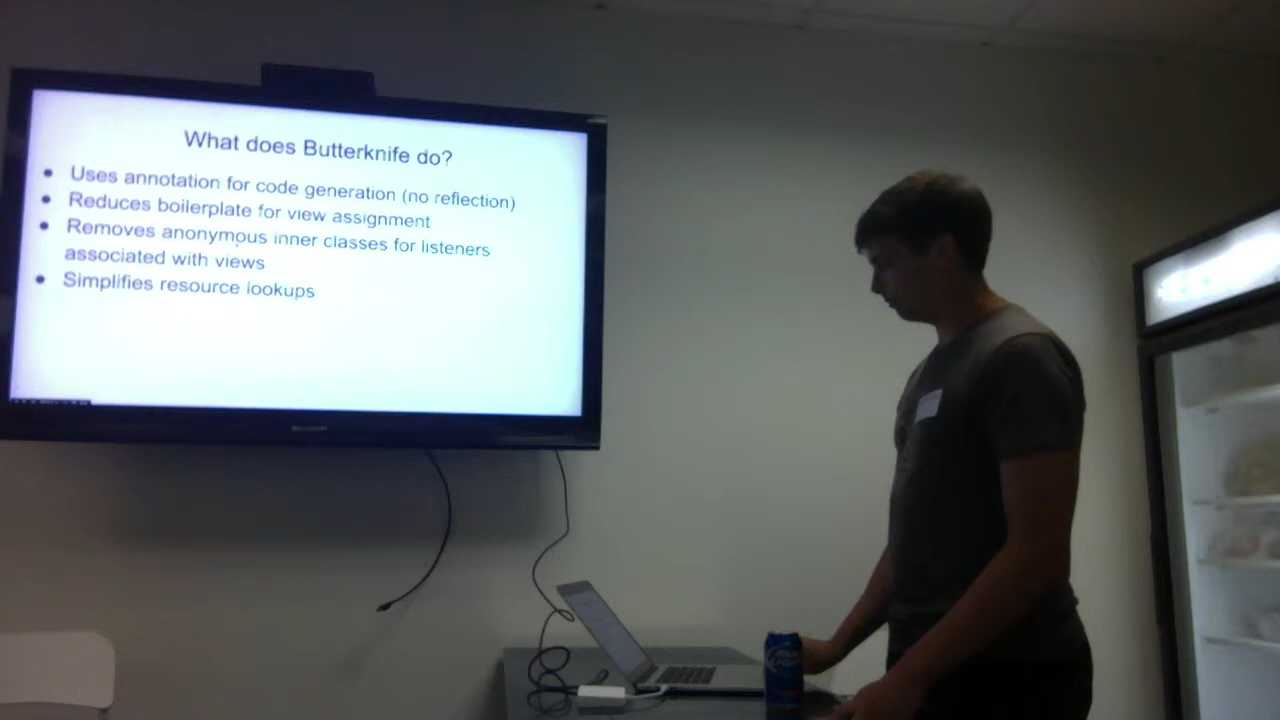 What does Butterknife do?
● Uses annotation for code generation (no reflection)
● Reduces boilerplate for view assignment
● Removes anonymous inner classes for listeners
associated with views
● Simplifies resource lookups